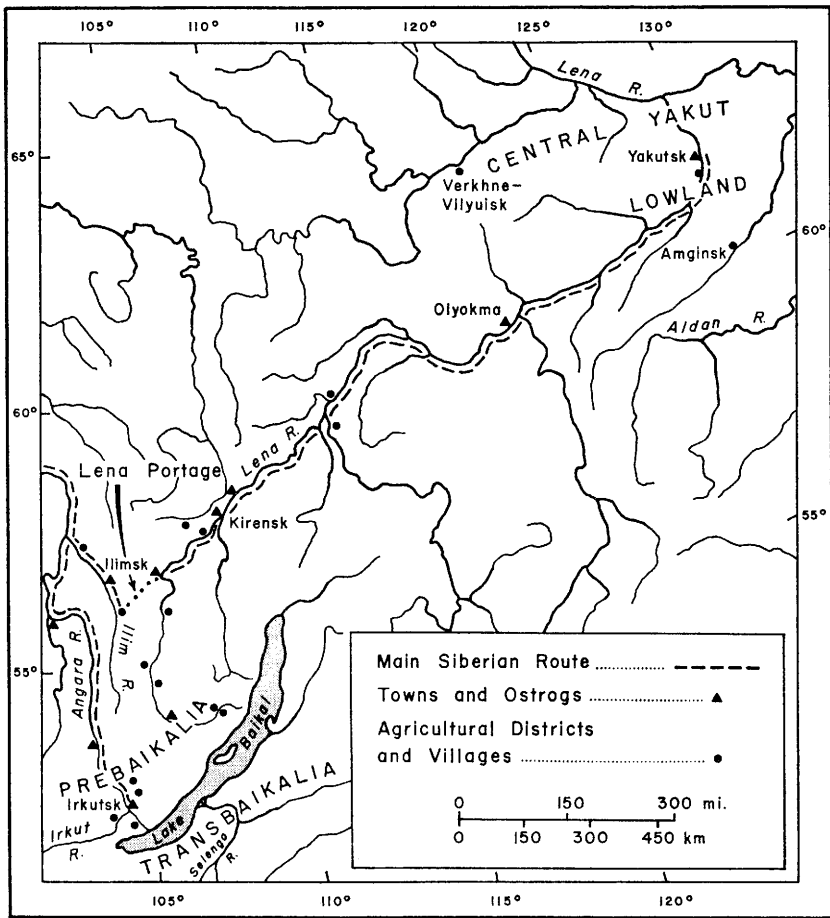 105° 110° 115° 120° 125° 130°
Lena R.
YAKUT
CENTRAL
65°
Yakutsk
Verkhne-
Vilyuisk
LOWLAND
60°
Amginsk
Olyokma
Aldan R.
60°
Lena R.
Lena Portage
55°
Kirensk
Ilimsk
Ilim R.
55°
Angara R.
Baikal
PREBAIKALIA
Irkutsk
Lake
TRANSBAIKALIA
Irkut
R.
Selenga
R.
Main Siberian Route
Towns and Ostrogs
Agricultural Districts
and Villages
0 150 300 mi.
0 150 300 450 km
105° 110° 115° 120°